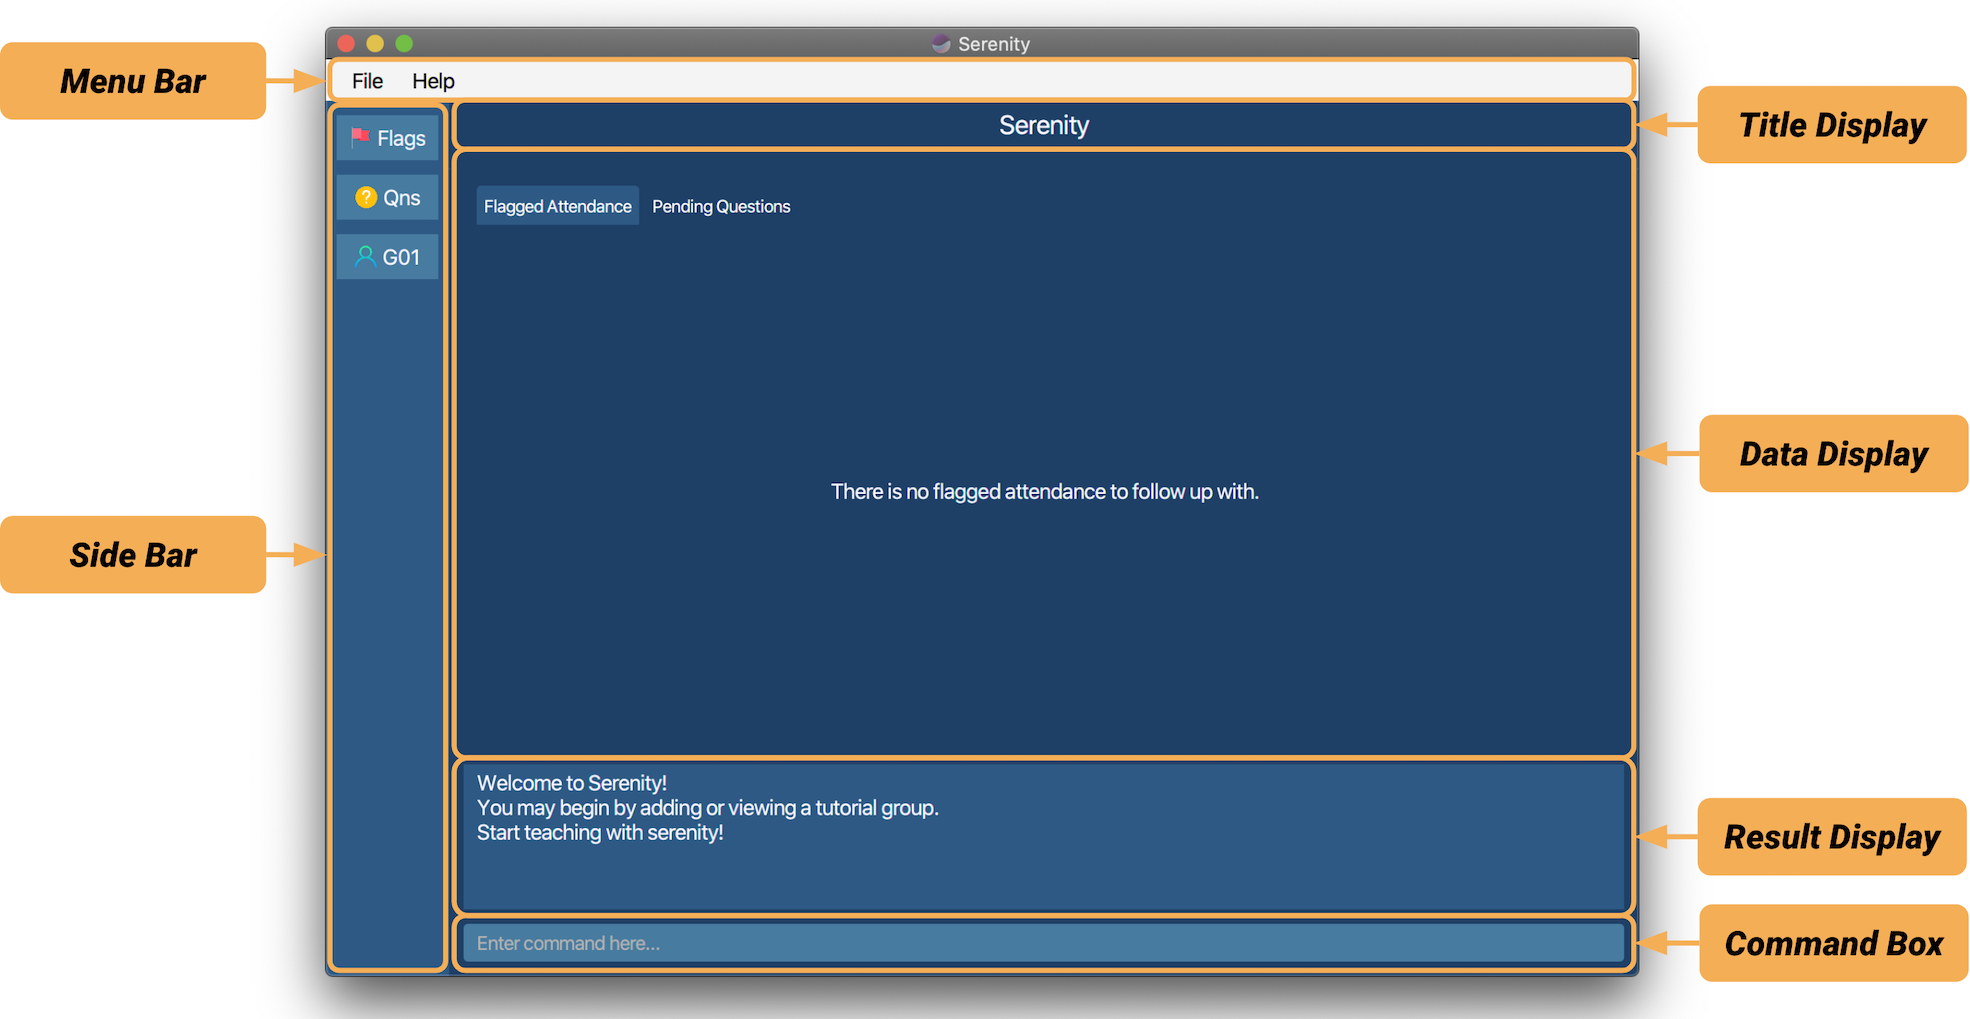 Serenity
Menu Bar
File Help
Title Display
Serenity
Flags
Qns
G01
Flagged Attendance Pending Questions
Data Display
There is no flagged attendance to follow up with.
Side Bar
Welcome to Serenity!
You may begin by adding or viewing a tutorial group.
Start teaching with serenity!
Result Display
Enter command here...
Command Box